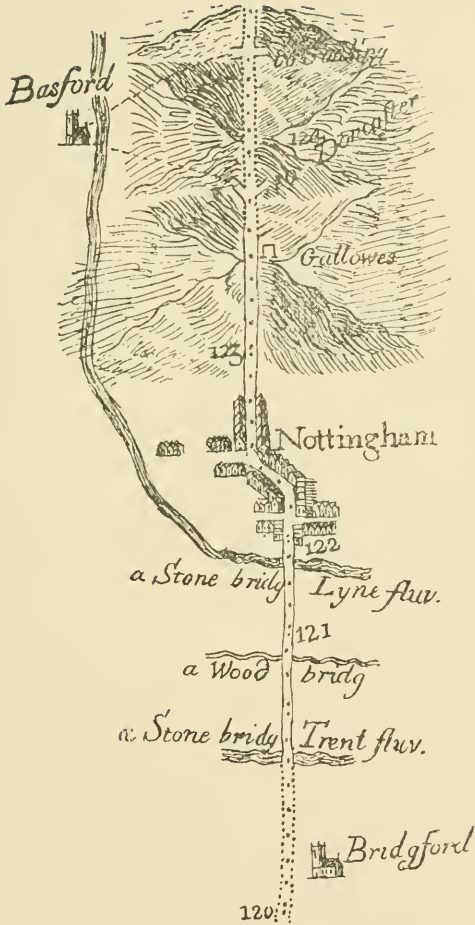 Basford
124 Doncaſter
Gallowes
123
Nottingham
122
a Stone bridg Lyne fluv.
121
a Wood bridg
a Stone bridg Trent fluv.
Bridgford
120